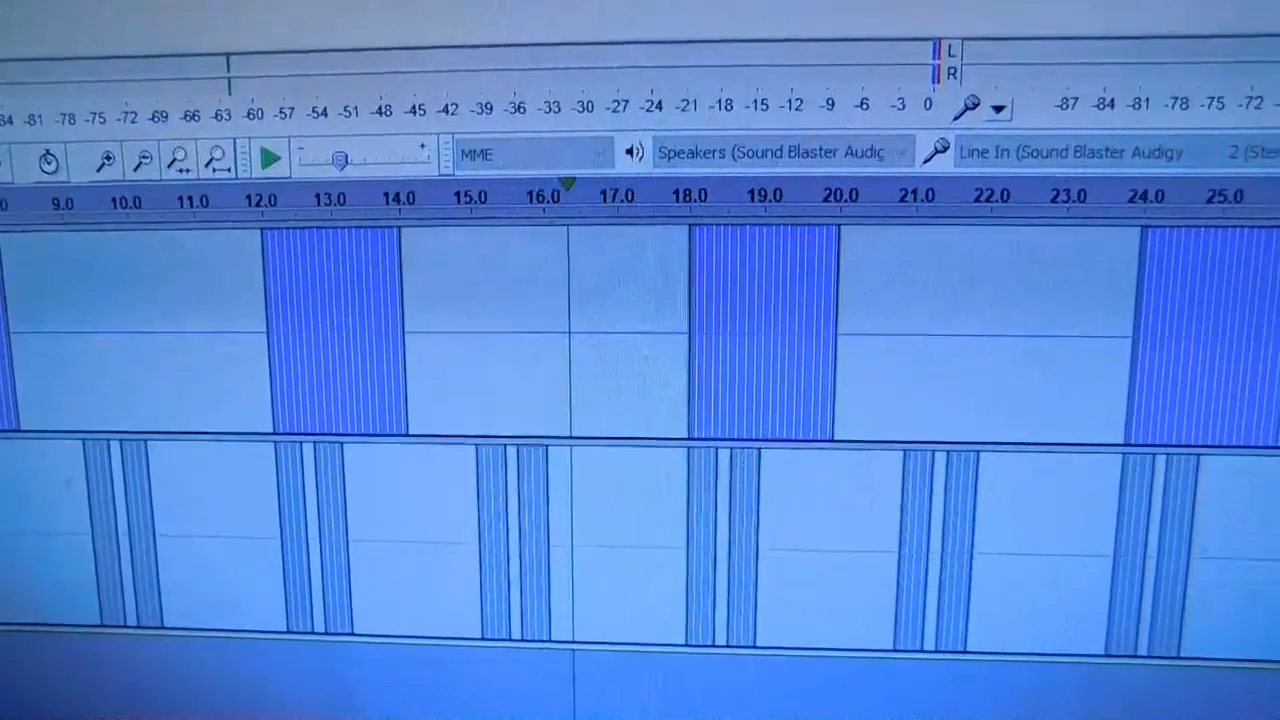 L
R
84 -81 -78 -75 -72 -69 -66 -63 -60 -57 -54 -51 -48 -45 -42 -39 -36 -33 -30 -27 -24 -21 -18 -15 -12 -9 -6 -3 0 -87 -84 -81 -78 -75 -72
- + MME Speakers (Sound Blaster Audig Line In (Sound Blaster Audigy 2 (Ster
0 9.0 10.0 11.0 12.0 13.0 14.0 15.0 16.0 17.0 18.0 19.0 20.0 21.0 22.0 23.0 24.0 25.0